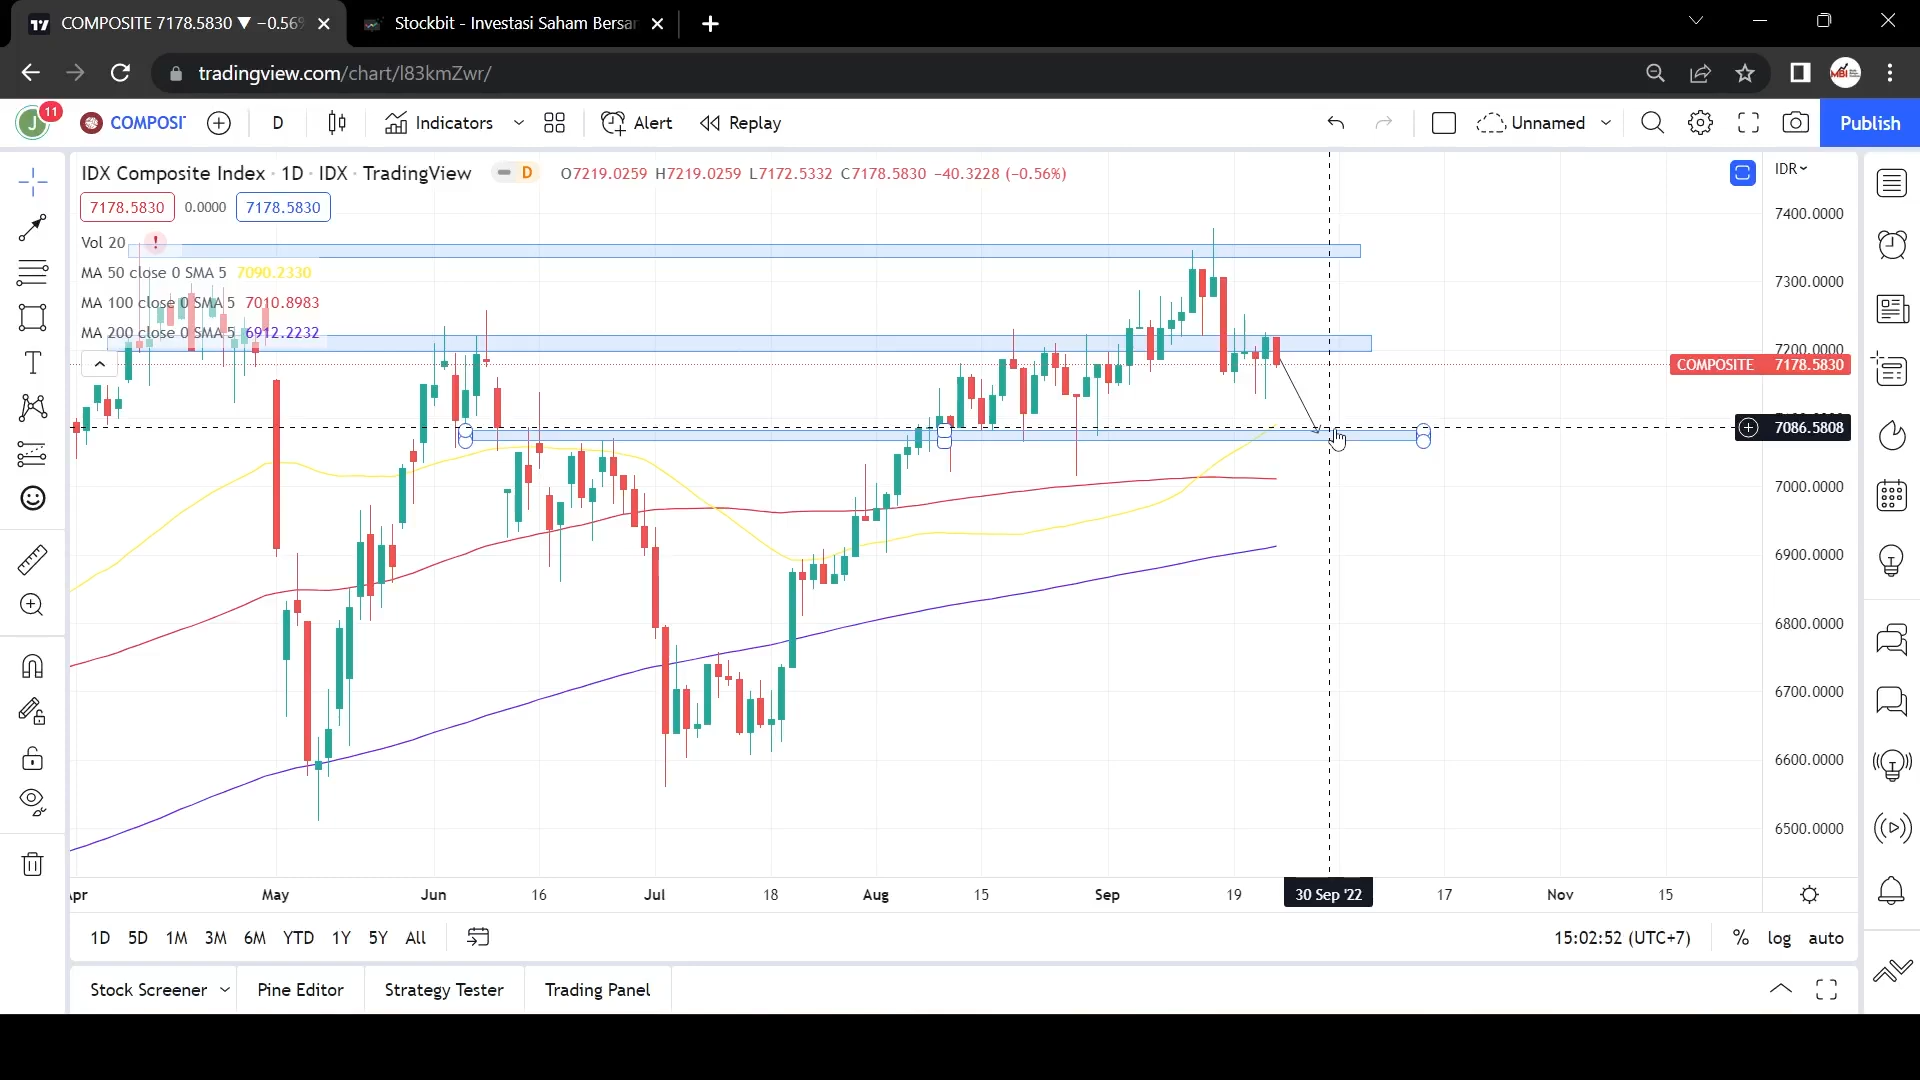 COMPOSITE 7178.5830 ▼ −0.56%
Stockbit - Investasi Saham Bersar
tradingview.com/chart/l83kmZwr/
MBI
J
11
COMPOSI
D
Indicators
Alert
Replay
Unnamed
Publish
IDX Composite Index · 1D · IDX · TradingView
D
O7219.0259 H7219.0259 L7172.5332 C7178.5830 −40.3228 (−0.56%)
IDR
7178.5830
0.0000
7178.5830
Vol 20
!
MA 50 close 0 SMA 5 7090.2330
MA 100 close 0 SMA 5 7010.8983
MA 200 close 0 SMA 5 6912.2232
7400.0000
7300.0000
7200.0000
COMPOSITE 7178.5830
7086.5808
7000.0000
6900.0000
6800.0000
6700.0000
6600.0000
6500.0000
Apr
May
Jun
16
Jul
18
Aug
15
Sep
19
30 Sep '22
17
Nov
15
1D
5D
1M
3M
6M
YTD
1Y
5Y
All
15:02:52 (UTC+7)
%
log
auto
Stock Screener
Pine Editor
Strategy Tester
Trading Panel